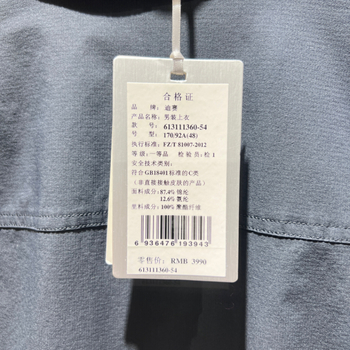 合格证
品 牌：迪赛
产品名称：男装上衣
款 号：613111360-54
号 型：170/92A(48)
执行标准：FZ/T 81007-2012
等级：一等品 检验员：检1
安全技术类别：
符合GB18401标准的C类
（非直接接触皮肤的产品）
面料成分：87.4% 锦纶
12.6% 氨纶
里料成分：100% 聚酯纤维
6 936476 193943
零售价：RMB 3990
613111360-54